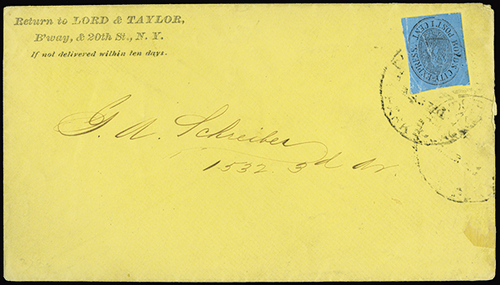 Return to LORD & TAYLOR,
B'way, & 20th St., N. Y.
If not delivered within ten days.
G. A. Schreiber
1532. 3d Av.